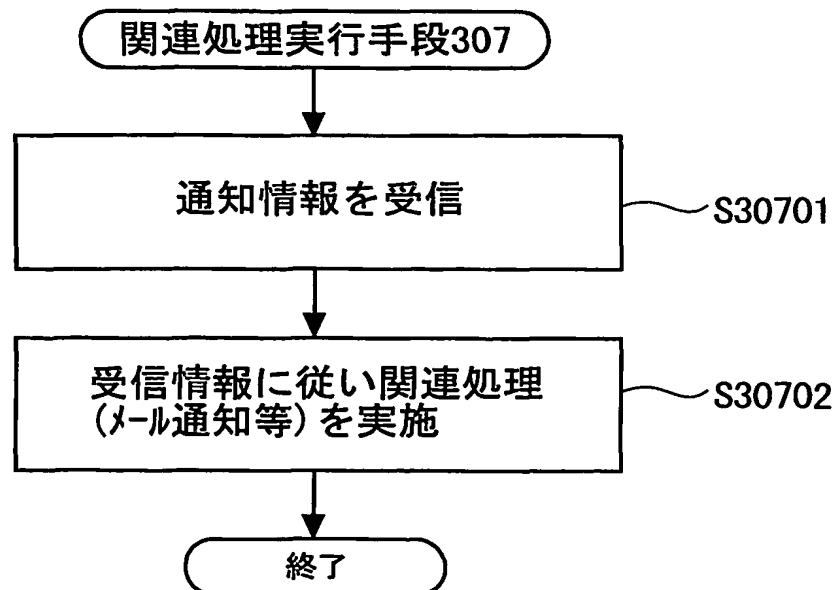 関連処理実行手段307
通知情報を受信
S30701
受信情報に従い関連処理
(ﾒｰﾙ通知等)を実施
S30702
終了